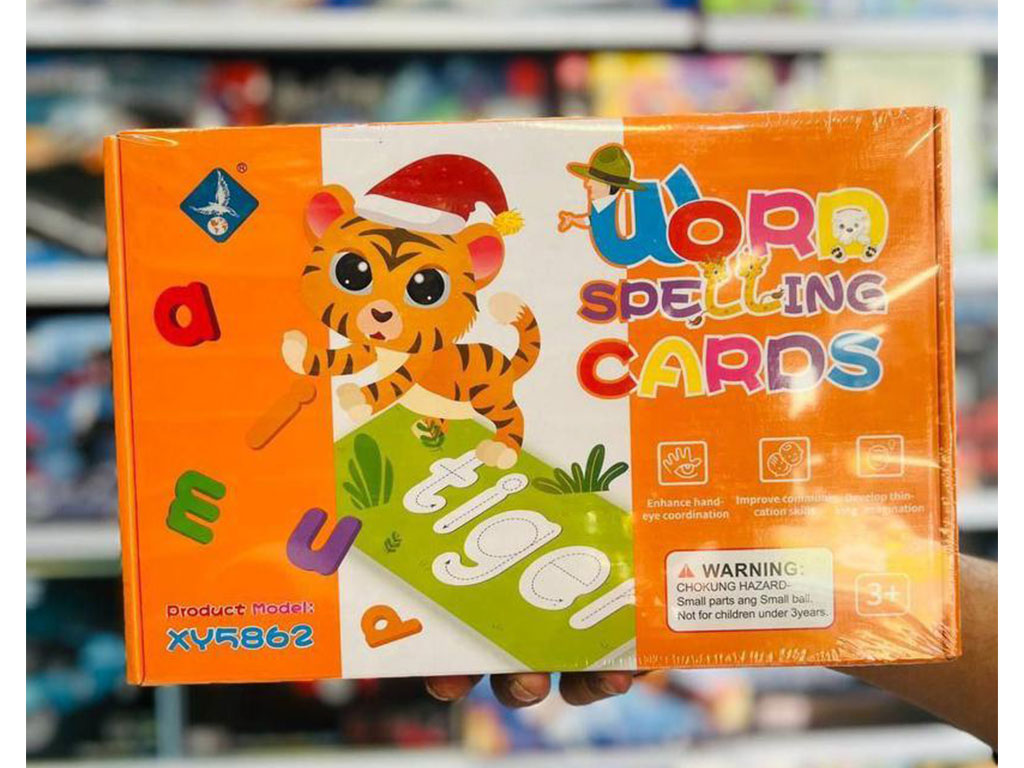 ®
WORD
SPELLING
CARDS
a
m
u
p
tiger
Enhance hand-
eye coordination
Improve communi-
cation skills
Develop thin-
imagination
WARNING:
CHOKUNG HAZARD-
Small parts ang Small ball.
Not for children under 3years.
3+
Product Model:
XY5862